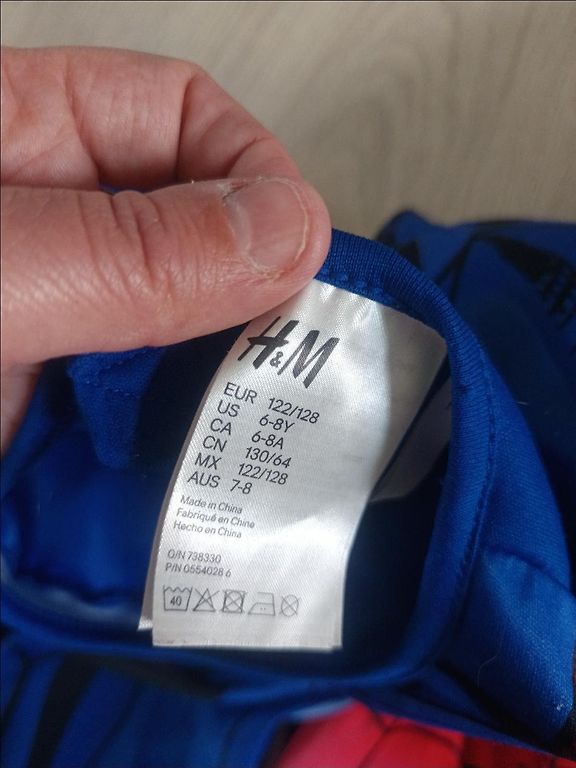 H&M
EUR 122/128
US 6-8Y
CA 6-8A
CN 130/64
MX 122/128
AUS 7-8
Made in China
Fabriqué en Chine
Hecho en China
O/N 738330
P/N 0554028 6
40